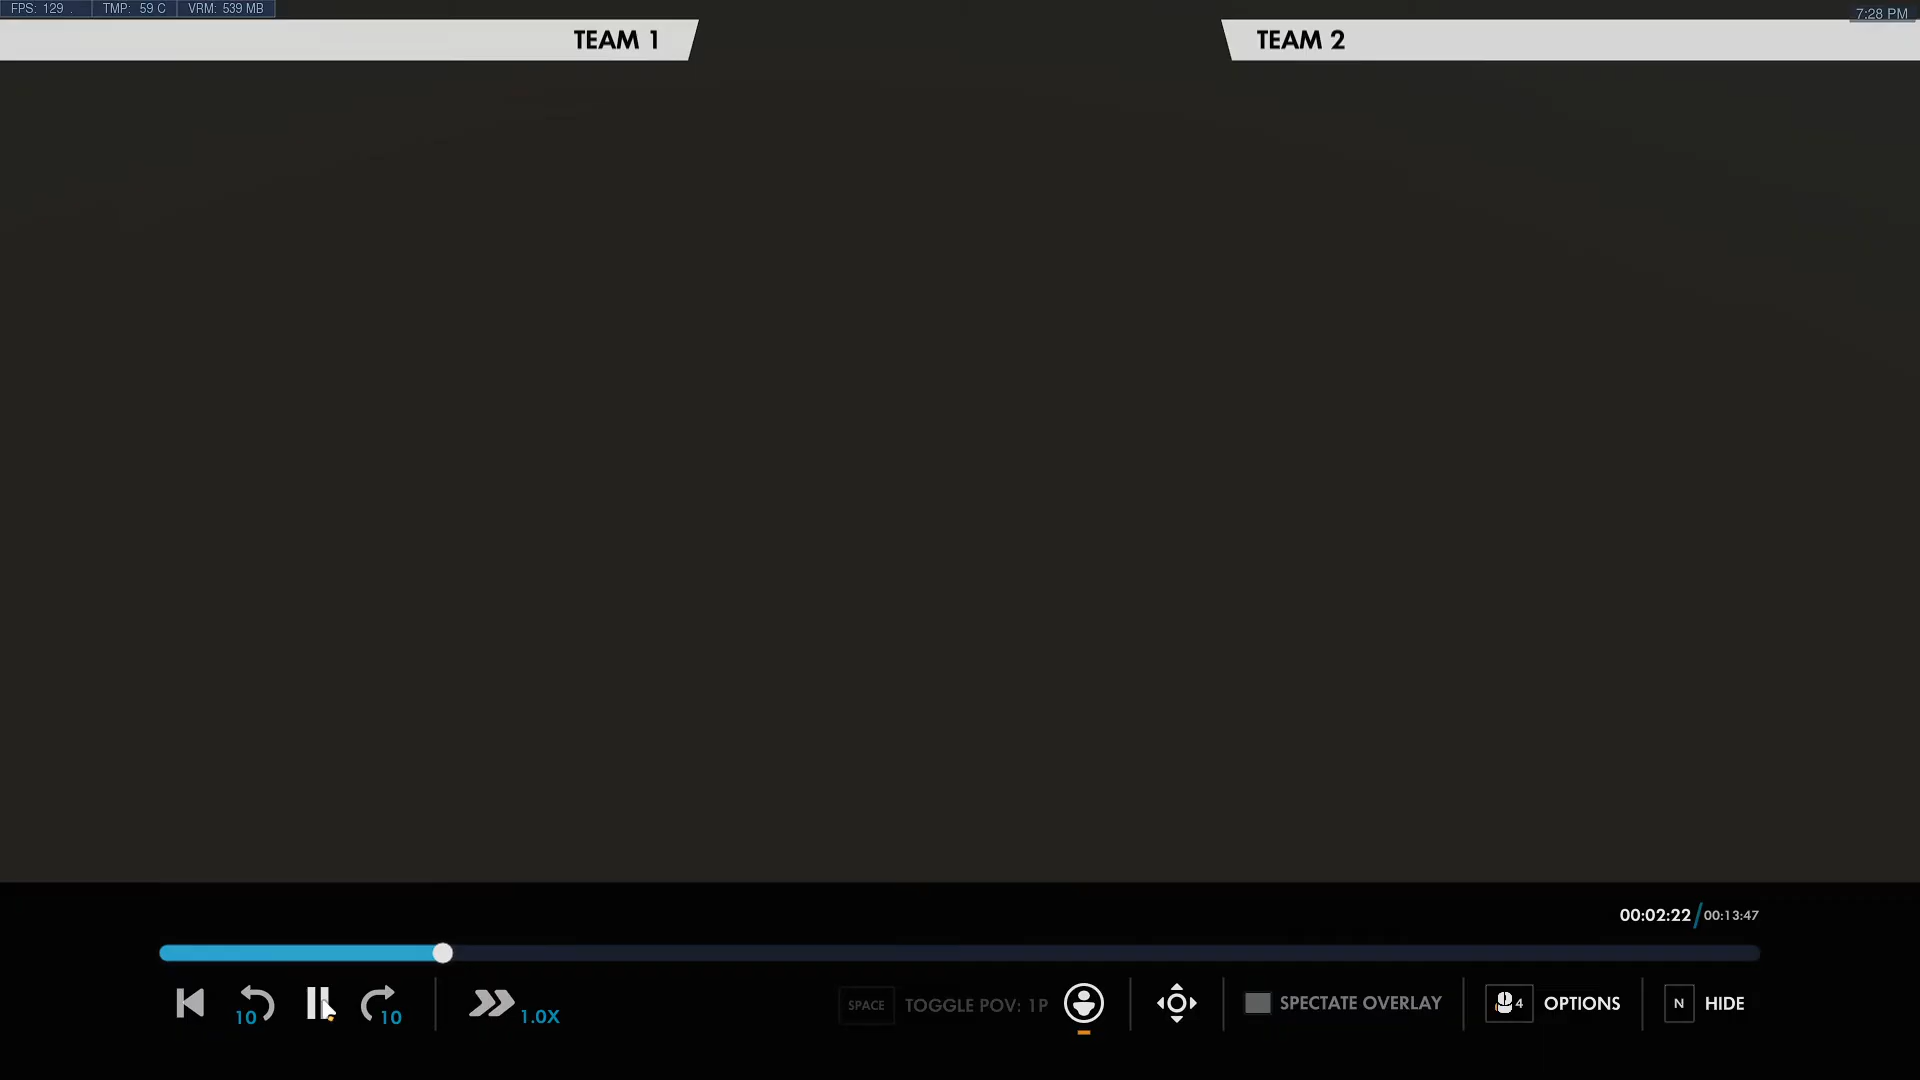 FPS: 129 . TMP: 59 C VRM: 539 MB
7:28 PM
TEAM 1
TEAM 2
00:02:22/00:13:47
10
10
1.0X
SPACE TOGGLE POV: 1P
SPECTATE OVERLAY
4 OPTIONS
N HIDE